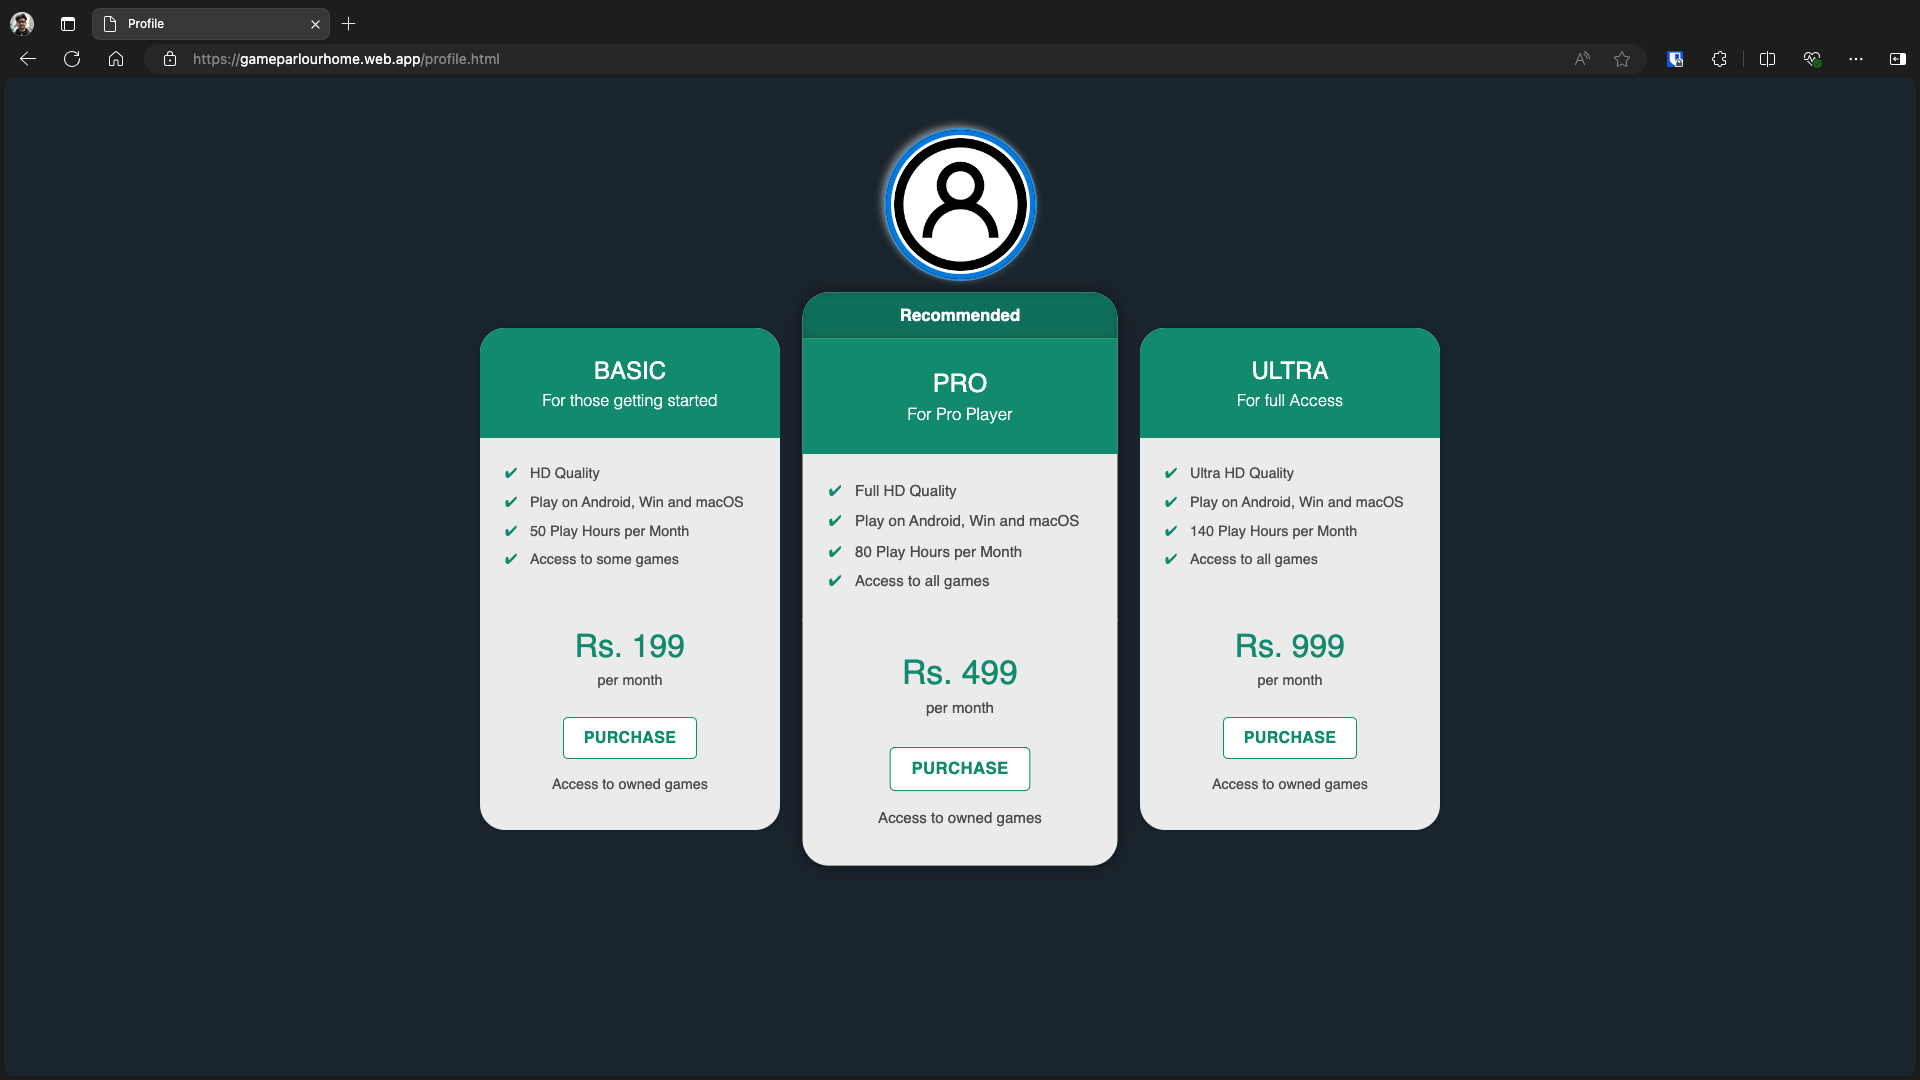 Profile
https://gameparlourhome.web.app/profile.html
BASIC
For those getting started
HD Quality
Play on Android, Win and macOS
50 Play Hours per Month
Access to some games
Rs. 199
per month
PURCHASE
Access to owned games
Recommended
PRO
For Pro Player
Full HD Quality
Play on Android, Win and macOS
80 Play Hours per Month
Access to all games
Rs. 499
per month
PURCHASE
Access to owned games
ULTRA
For full Access
Ultra HD Quality
Play on Android, Win and macOS
140 Play Hours per Month
Access to all games
Rs. 999
per month
PURCHASE
Access to owned games